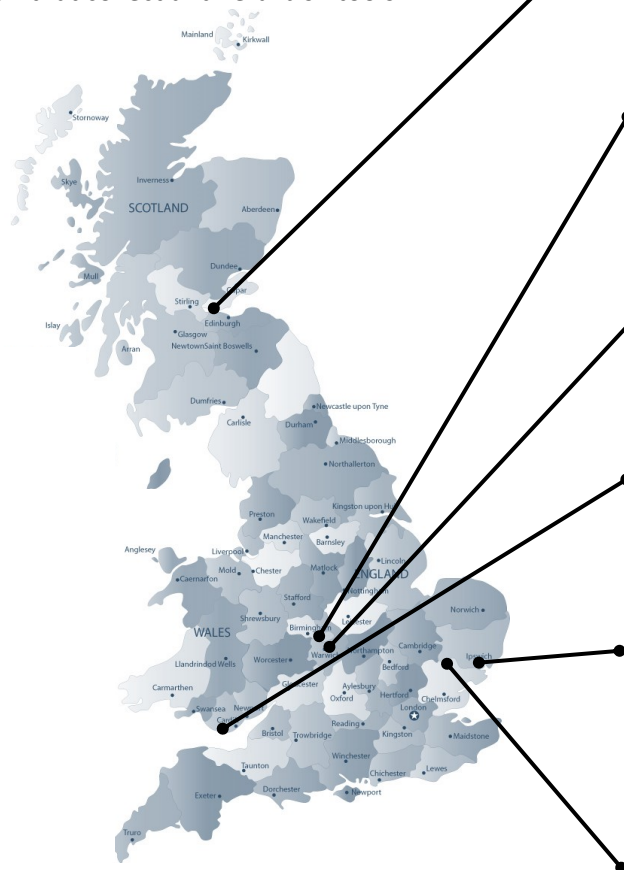 Mainland
Kirkwall
Stornoway
Skye
Inverness
SCOTLAND
Aberdeen
Dundee
Mull
Cupar
Stirling
Edinburgh
Islay
Glasgow
Arran
NewtownSaint Boswells
Dumfries
Newcastle upon Tyne
Carlisle
Durham
Middlesborough
Northallerton
Preston
Kingston upon Hu
Wakefield
Manchester
Barnsley
Anglesey
Liverpool
Lincoln
Mold
Chester
Matlock
ENGLAND
Caernarfon
Nottingham
Stafford
Norwich
Shrewsbury
Leicester
Birmingham
WALES
Warwick
Northampton
Cambridge
Ipswich
Llandrindod Wells
Worcester
Bedford
Carmarthen
Gloucester
Aylesbury
Oxford
Hertford
Chelmsford
Swansea
Newport
London
Cardiff
Reading
Bristol
Trowbridge
Kingston
Maidstone
Winchester
Taunton
Chichester
Lewes
Exeter
Dorchester
Newport
Truro